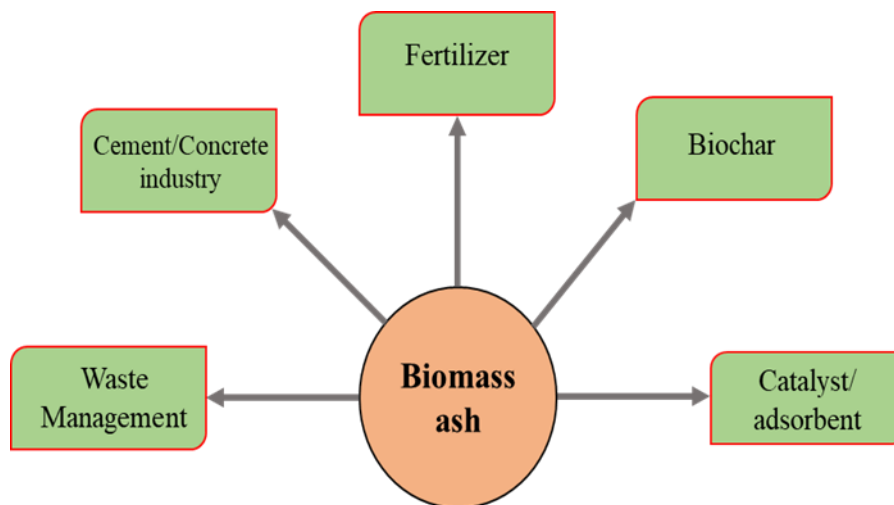 Fertilizer
Cement/Concrete
industry
Biochar
Biomass
ash
Waste
Management
Catalyst/
adsorbent